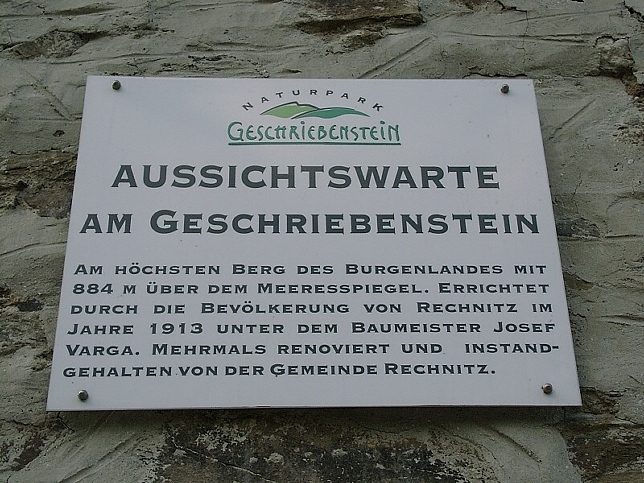 NATURPARK
GESCHRIEBENSTEIN
AUSSICHTSWARTE
AM GESCHRIEBENSTEIN
AM HÖCHSTEN BERG DES BURGENLANDES MIT
884 M ÜBER DEM MEERESSPIEGEL. ERRICHTET
DURCH DIE BEVÖLKERUNG VON RECHNITZ IM
JAHRE 1913 UNTER DEM BAUMEISTER JOSEF
VARGA. MEHRMALS RENOVIERT UND INSTAND-
GEHALTEN VON DER GEMEINDE RECHNITZ.